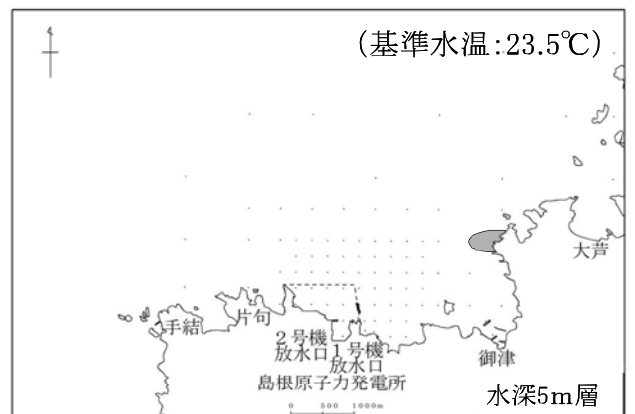 (基準水温:23.5℃)
大芦
手結
片句
2号機
放水口
1号機
放水口
御津
島根原子力発電所
水深5m層
0 500 1000m